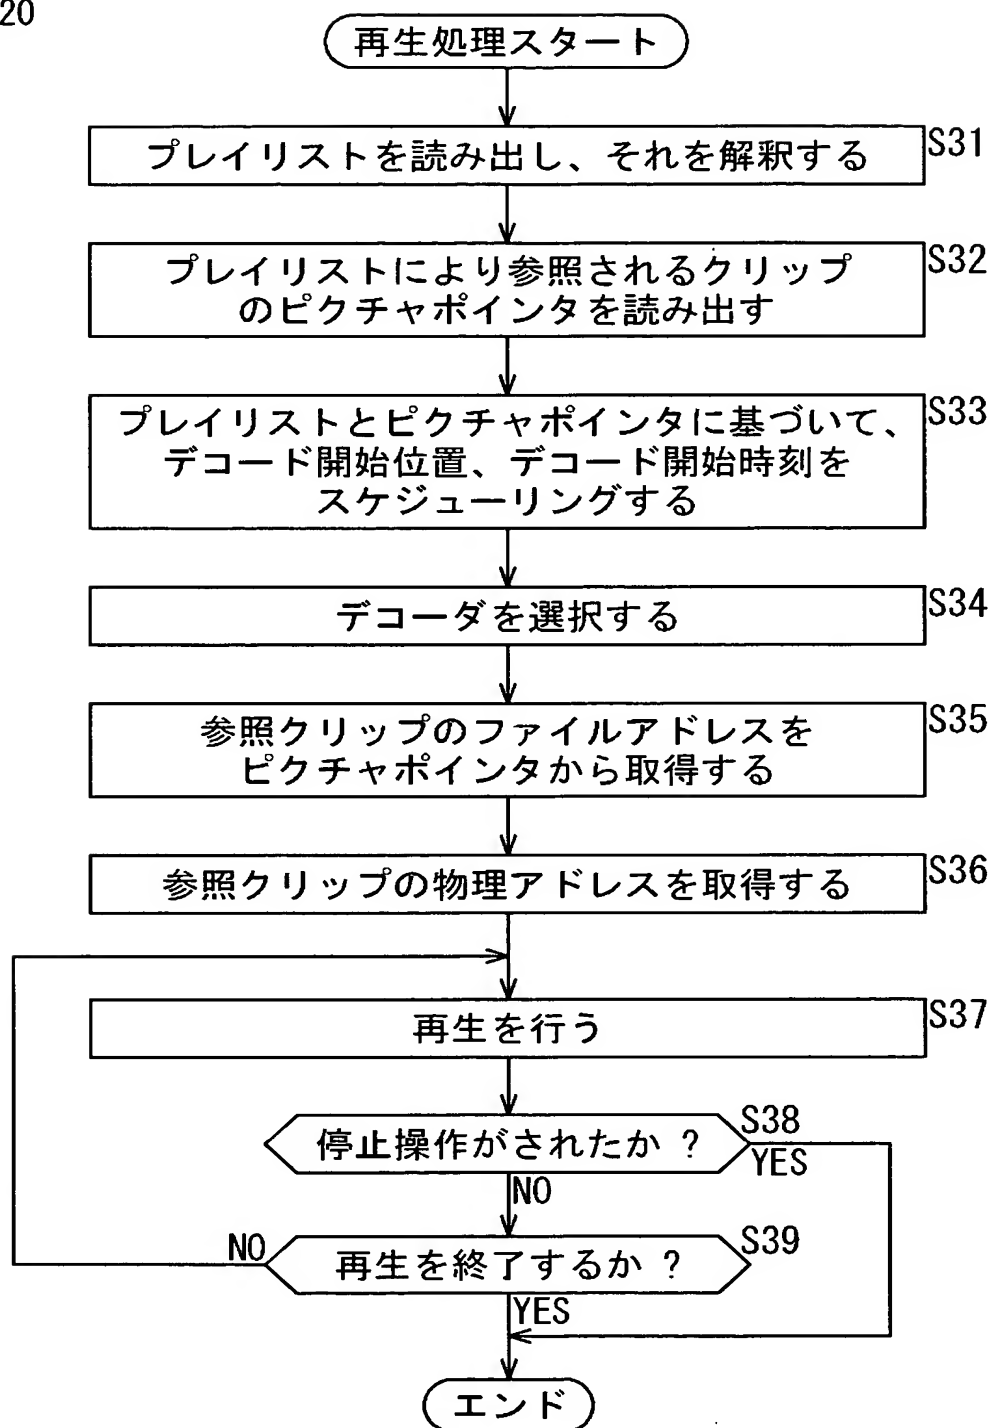 20
再生処理スタート
プレイリストを読み出し、それを解釈する
S31
プレイリストにより参照されるクリップ
のピクチャポインタを読み出す
S32
プレイリストとピクチャポインタに基づいて、
デコード開始位置、デコード開始時刻を
スケジューリングする
S33
デコーダを選択する
S34
参照クリップのファイルアドレスを
ピクチャポインタから取得する
S35
参照クリップの物理アドレスを取得する
S36
再生を行う
S37
停止操作がされたか ?
S38
YES
NO
再生を終了するか ?
S39
NO
YES
エンド